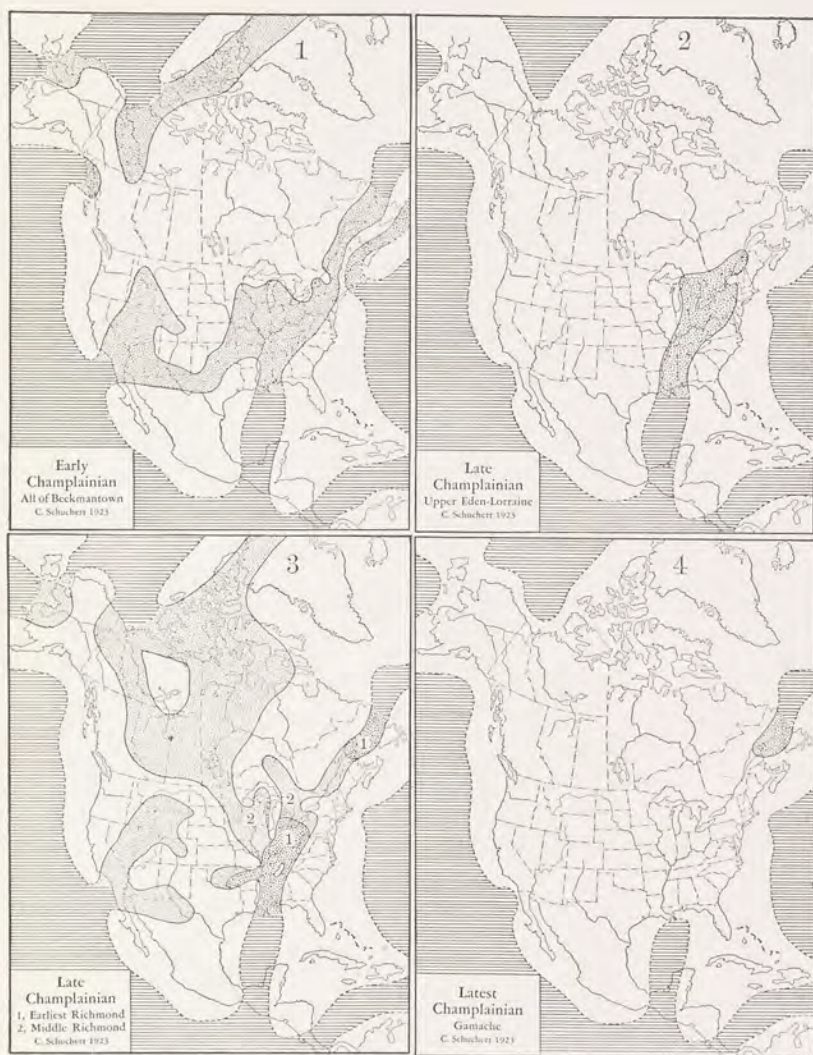 1
Early
Champlainian
All of Beekmantown
C. Schuchert 1923
2
Late
Champlainian
Upper Eden-Lorraine
C. Schuchert 1923
3
1
2
2
1
Late
Champlainian
1, Earliest Richmond
2, Middle Richmond
C. Schuchert 1923
4
Latest
Champlainian
Gamache
C. Schuchert 1923